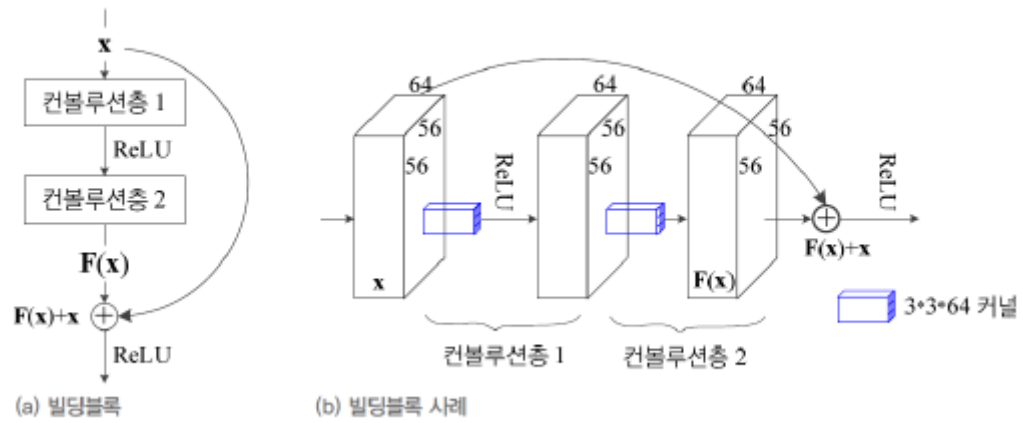 x
컨볼루션층 1
ReLU
컨볼루션층 2
F(x)
F(x)+x
ReLU
(a) 빌딩블록
64
56
56
x
ReLU
64
56
56
64
56
56
F(x)
ReLU
F(x)+x
3*3*64 커널
컨볼루션층 1
컨볼루션층 2
(b) 빌딩블록 사례